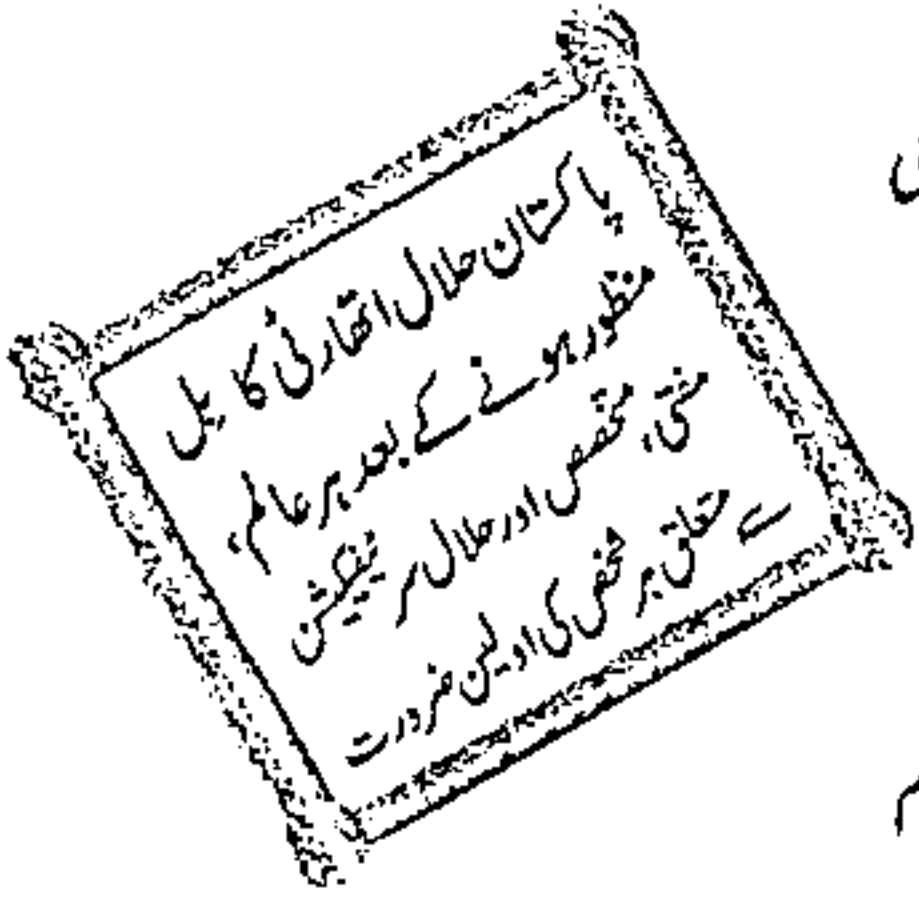 پاکستان حلال اتھارٹی کا بل
منظور ہونے کے بعد ہر عالم،
مفتی، متخصص اور حلال سرٹیفکیشن
سے متعلق ہر شخص کی اولین ضرورت